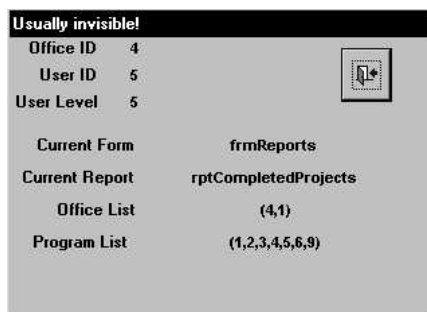 Usually invisible!
Office ID 4
User ID 5
User Level 5
Current Form frmReports
Current Report rptCompletedProjects
Office List (4,1)
Program List (1,2,3,4,5,6,9)